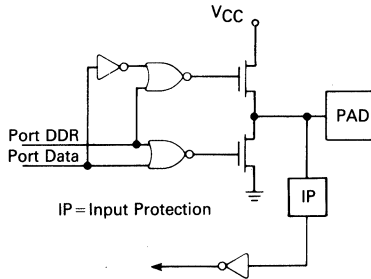 VCC
Port DDR
Port Data
PAD
IP
IP=Input Protection